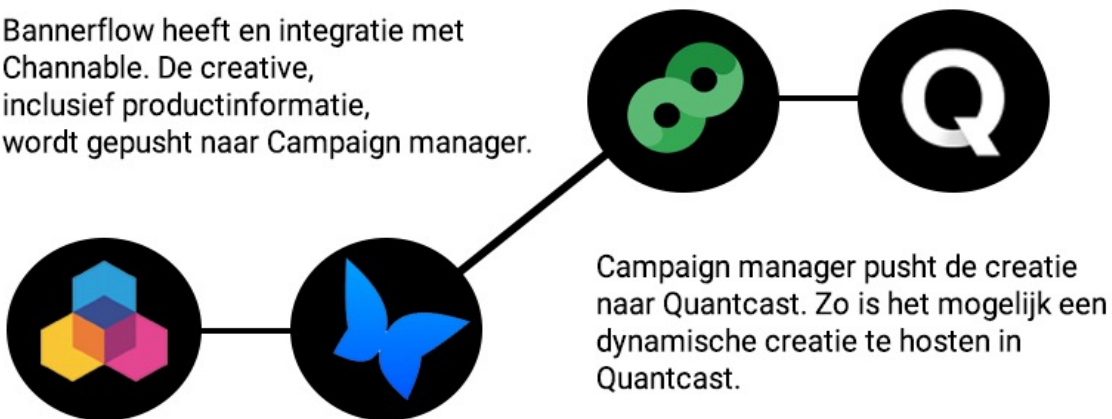 Bannerflow heeft en integratie met
Channable. De creative,
inclusief productinformatie,
wordt gepusht naar Campaign manager.
Q
Campaign manager pusht de creatie
naar Quantcast. Zo is het mogelijk een
dynamische creatie te hosten in
Quantcast.